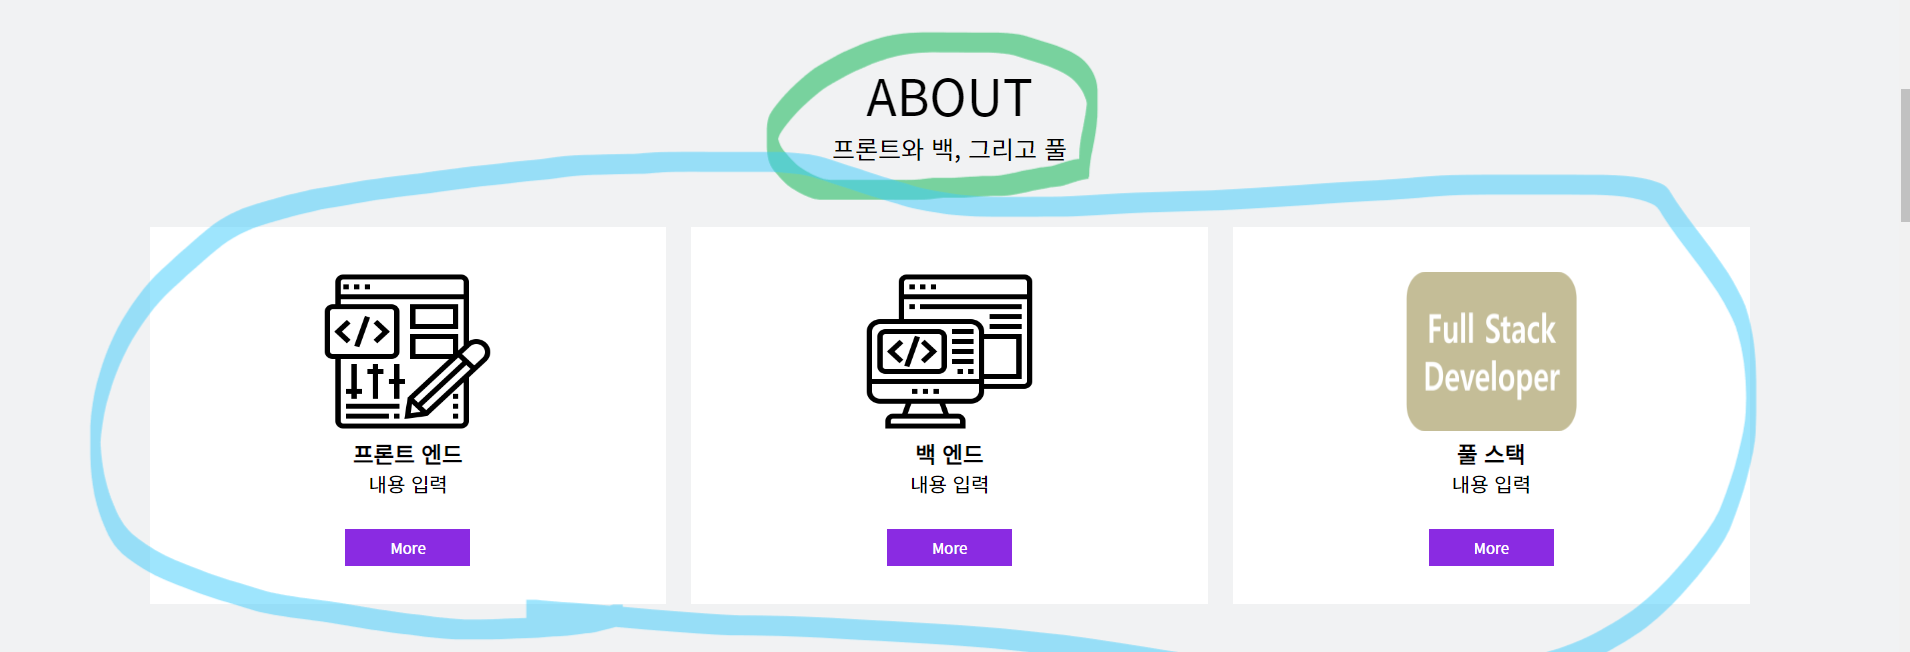 ABOUT
프론트와 백, 그리고 풀
Full Stack
Developer
프론트 엔드
내용 입력
More
백 엔드
내용 입력
More
풀 스택
내용 입력
More